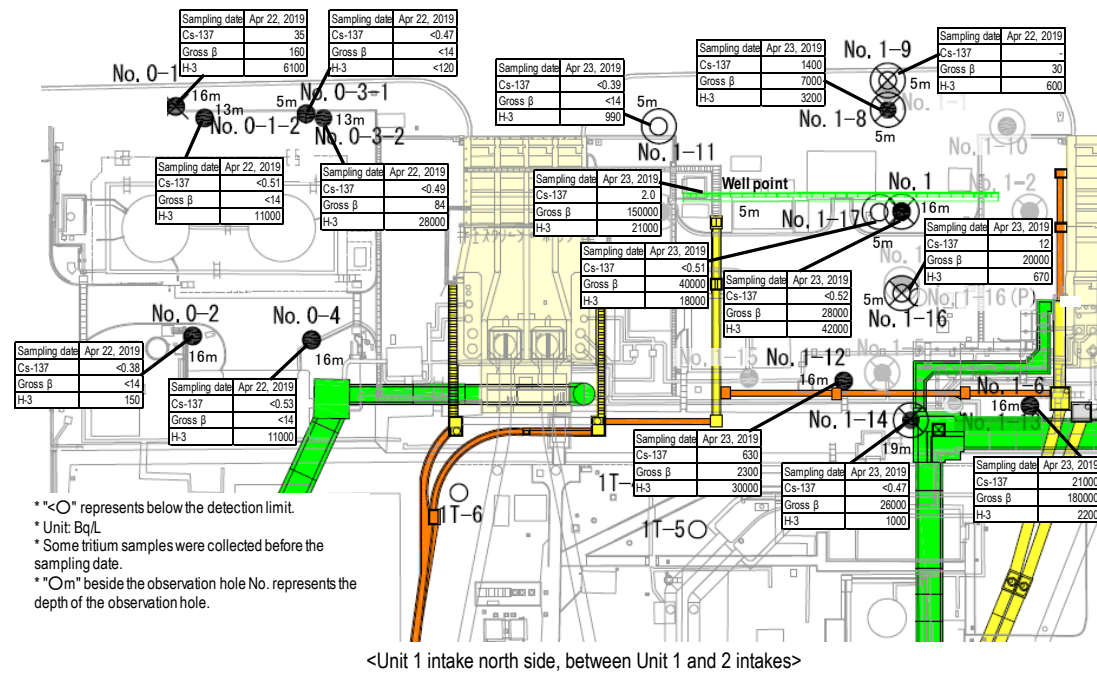 Sampling date Apr 22, 2019
Cs-137 35
Gross β 160
H-3 6100
Sampling date Apr 22, 2019
Cs-137 <0.47
Gross β <14
H-3 <120
Sampling date Apr 23, 2019
Cs-137 <0.39
Gross β <14
H-3 990
Sampling date Apr 23, 2019
Cs-137 1400
Gross β 7000
H-3 3200
Sampling date Apr 22, 2019
Cs-137 -
Gross β 30
H-3 600
No. 0-1
16m
13m
No. 0-1-2
5m
No. 0-3-1
13m
No. 0-3-2
5m
No. 1-11
No. 1-9
5m
No. 1-8
5m
No. 1-10
Sampling date Apr 22, 2019
Cs-137 <0.51
Gross β <14
H-3 11000
Sampling date Apr 22, 2019
Cs-137 <0.49
Gross β 84
H-3 28000
Sampling date Apr 23, 2019
Cs-137 2.0
Gross β 150000
H-3 21000
Well point
5m
No. 1
16m
No. 1-2
No. 1-17
5m
Sampling date Apr 23, 2019
Cs-137 12
Gross β 20000
H-3 670
Sampling date Apr 23, 2019
Cs-137 <0.51
Gross β 40000
H-3 18000
Sampling date Apr 23, 2019
Cs-137 <0.52
Gross β 28000
H-3 42000
5m
No. 1-16 (P)
No. 1-16
No. 0-2
16m
No. 0-4
16m
Sampling date Apr 22, 2019
Cs-137 <0.38
Gross β <14
H-3 150
Sampling date Apr 22, 2019
Cs-137 <0.53
Gross β <14
H-3 11000
No. 1-15
No. 1-12
16m
No. 1-5
No. 1-6
16m
No. 1-14
19m
No. 1-13
Sampling date Apr 23, 2019
Cs-137 630
Gross β 2300
H-3 30000
Sampling date Apr 23, 2019
Cs-137 <0.47
Gross β 26000
H-3 1000
Sampling date Apr 23, 2019
Cs-137 21000
Gross β 180000
H-3 2200
1T-6
1T-5
* "<O" represents below the detection limit.
* Unit: Bq/L
* Some tritium samples were collected before the
sampling date.
* "Om" beside the observation hole No. represents the
depth of the observation hole.
<Unit 1 intake north side, between Unit 1 and 2 intakes>